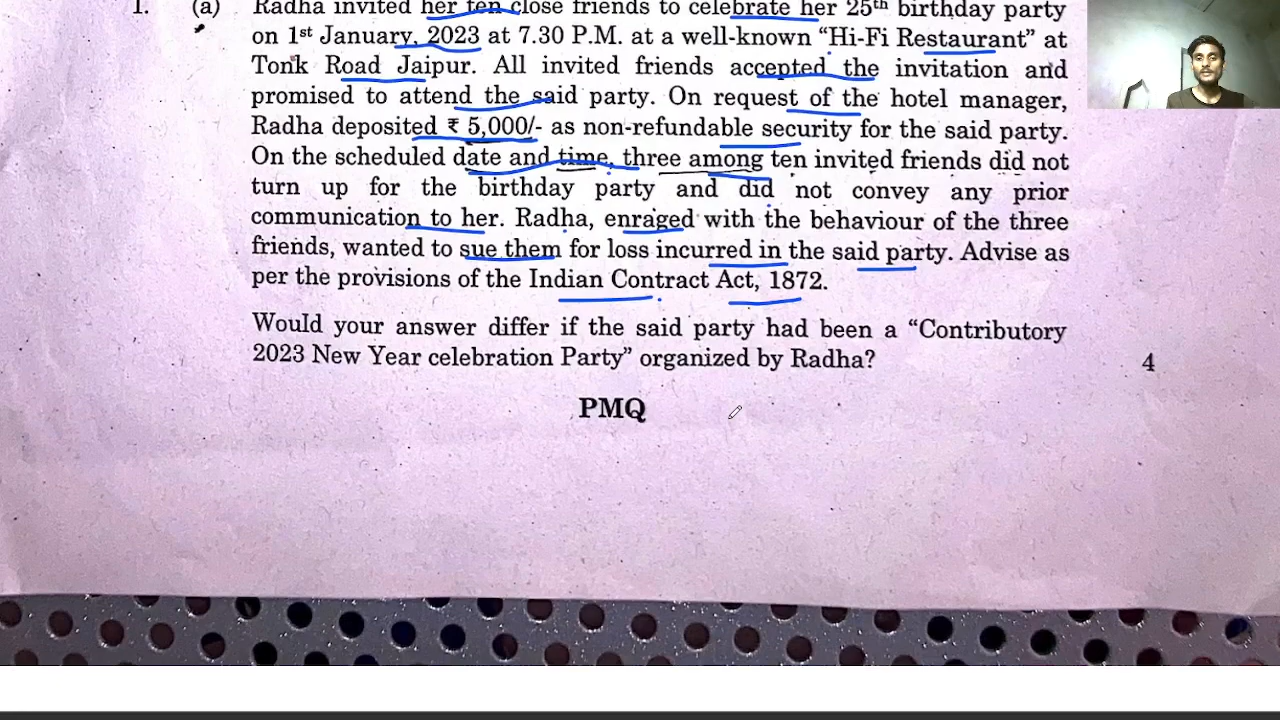 1. (a) Radha invited her ten close friends to celebrate her 25th birthday party
on 1st January, 2023 at 7.30 P.M. at a well-known “Hi-Fi Restaurant” at
Tonk Road Jaipur. All invited friends accepted the invitation and
promised to attend the said party. On request of the hotel manager,
Radha deposited ₹ 5,000/- as non-refundable security for the said party.
On the scheduled date and time, three among ten invited friends did not
turn up for the birthday party and did not convey any prior
communication to her. Radha, enraged with the behaviour of the three
friends, wanted to sue them for loss incurred in the said party. Advise as
per the provisions of the Indian Contract Act, 1872.
Would your answer differ if the said party had been a “Contributory
2023 New Year celebration Party” organized by Radha? 4
PMQ